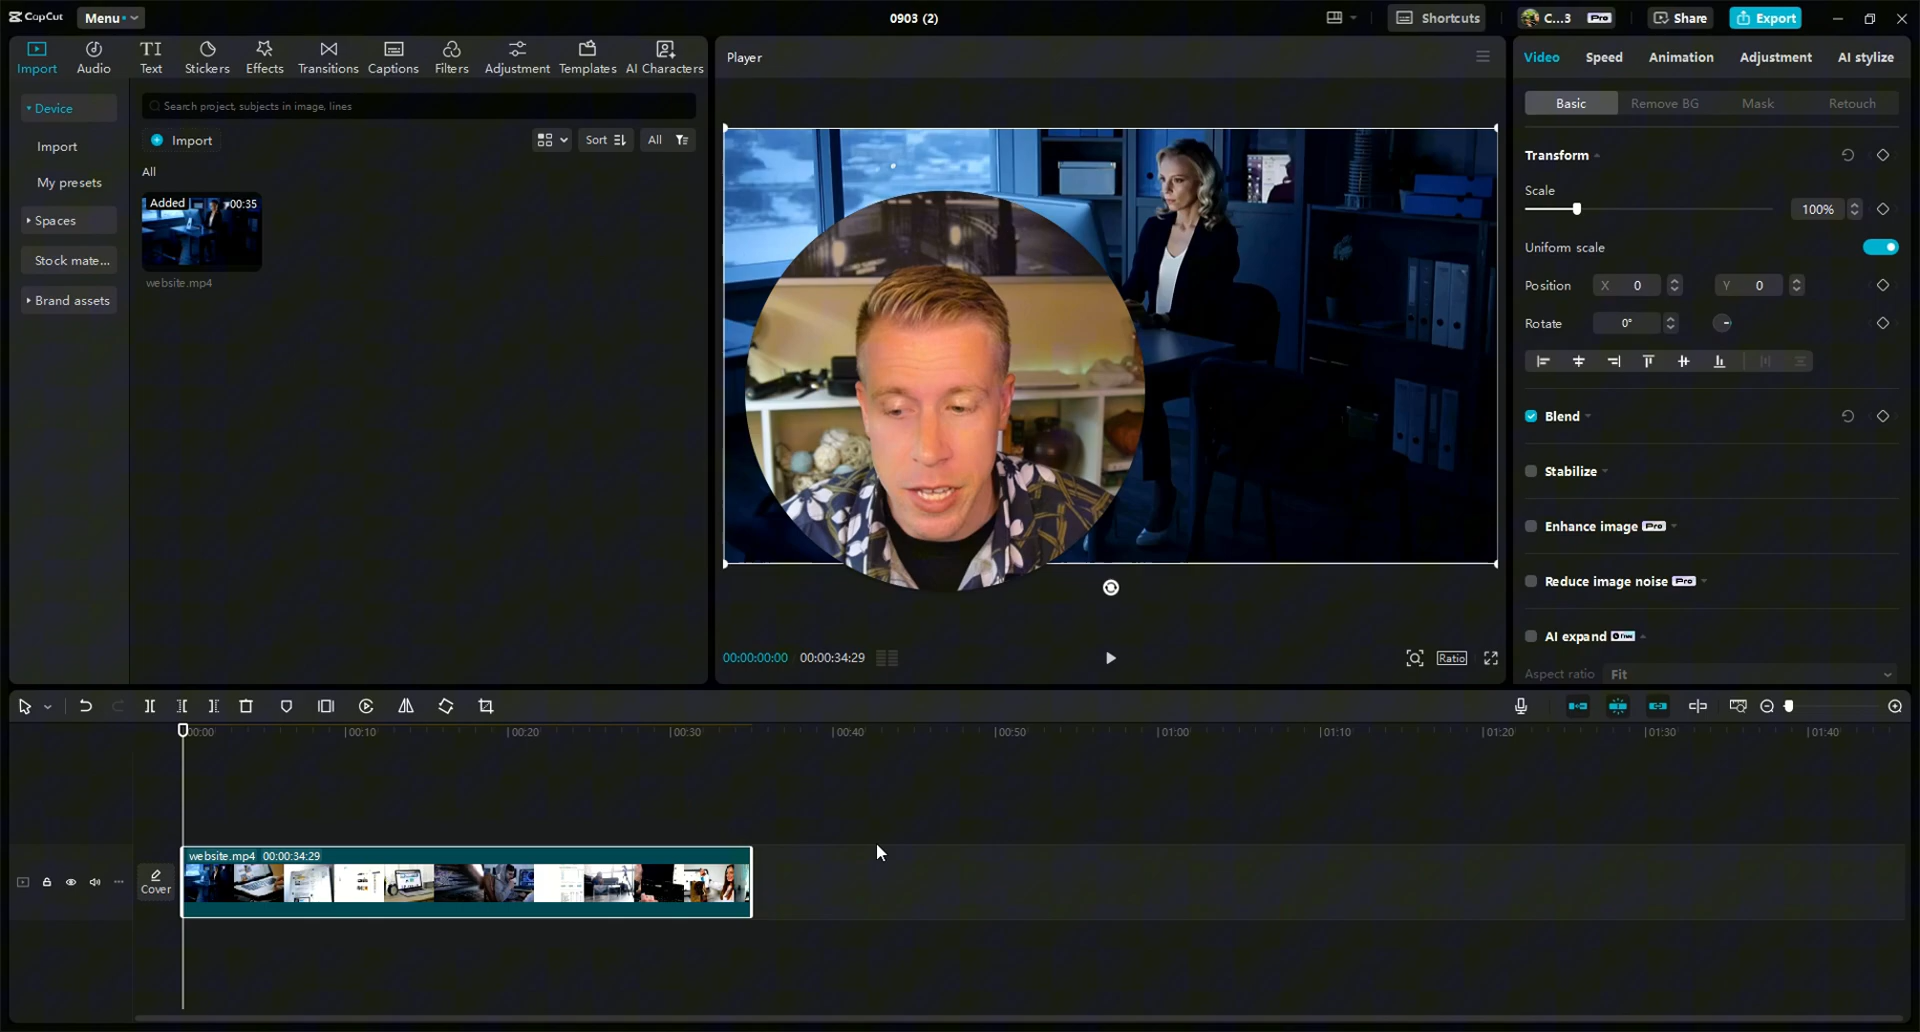 CapCut
Menu
0903 (2)
Shortcuts
C...3
Pro
Share
Export
Import
Audio
TI
Text
Stickers
Effects
Transitions
Captions
Filters
Adjustment
Templates
AI Characters
Device
Import
My presets
Spaces
Stock mate...
Brand assets
Search project, subjects in image, lines
Import
Sort
All
All
Added
00:35
website.mp4
Player
00:00:00:00
00:00:34:29
Ratio
Video
Speed
Animation
Adjustment
AI stylize
Basic
Remove BG
Mask
Retouch
Transform
Scale
100%
Uniform scale
Position
X 0
Y 0
Rotate
0°
Blend
Stabilize
Enhance image Pro
Reduce image noise Pro
AI expand Free
Aspect ratio
Fit
00:00
00:10
00:20
00:30
00:40
00:50
01:00
01:10
01:20
01:30
01:40
website.mp4 00:00:34:29
Cover